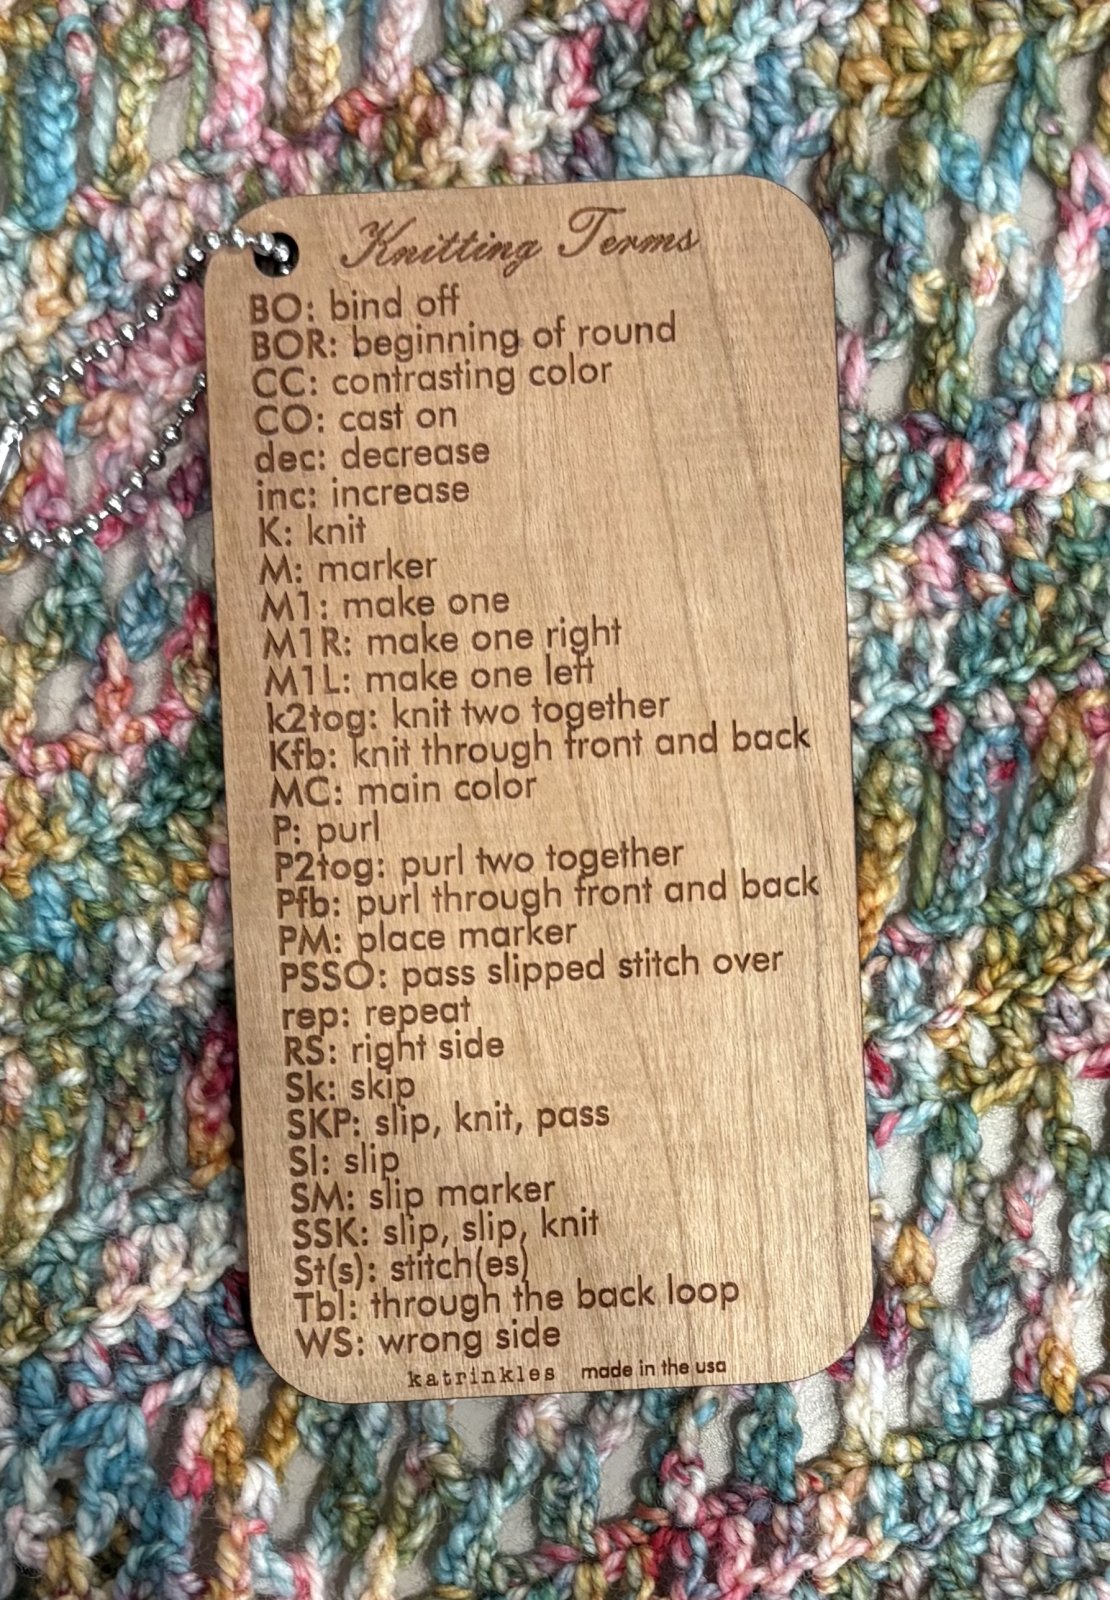 Knitting Terms
BO: bind off
BOR: beginning of round
CC: contrasting color
CO: cast on
dec: decrease
inc: increase
K: knit
M: marker
M1: make one
M1R: make one right
M1L: make one left
k2tog: knit two together
Kfb: knit through front and back
MC: main color
P: purl
P2tog: purl two together
Pfb: purl through front and back
PM: place marker
PSSO: pass slipped stitch over
rep: repeat
RS: right side
Sk: skip
SKP: slip, knit, pass
Sl: slip
SM: slip marker
SSK: slip, slip, knit
St(s): stitch(es)
Tbl: through the back loop
WS: wrong side
katrinkles made in the usa